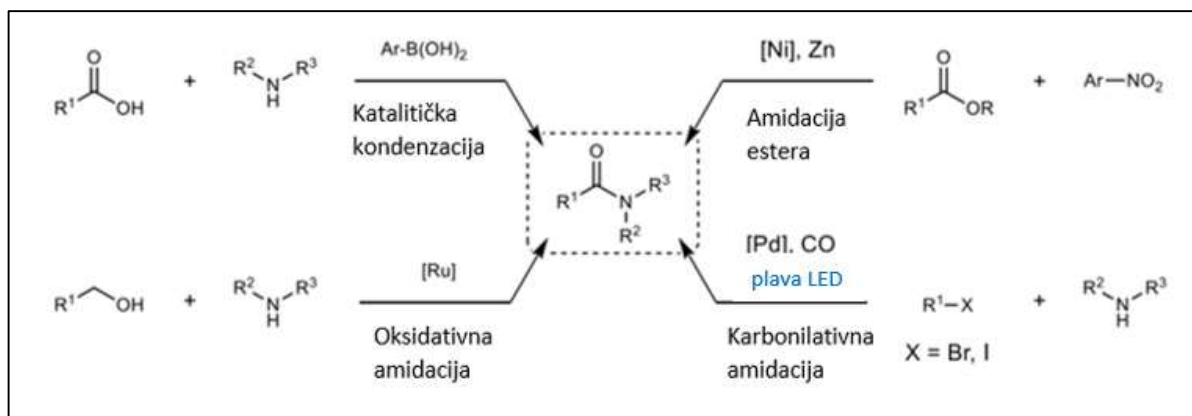 O
R¹ OH + R² N H R³
Ar-B(OH)₂
Katalitička
kondenzacija
[Ni], Zn
Amidacija
estera
O
R¹ OR + Ar—NO₂
O
R¹ N R³
R²
R¹ OH + R² N H R³
[Ru]
Oksidativna
amidacija
[Pd]. CO
plava LED
Karbonilativna
amidacija
R¹—X + R² N H R³
X = Br, I